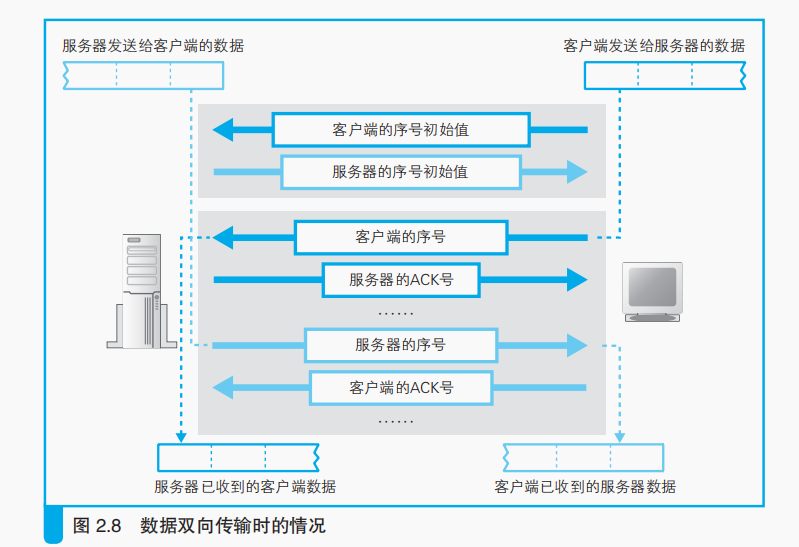 服务器发送给客户端的数据
客户端发送给服务器的数据
客户端的序号初始值
服务器的序号初始值
客户端的序号
服务器的ACK号
……
服务器的序号
客户端的ACK号
……
服务器已收到的客户端数据
客户端已收到的服务器数据
图 2.8 数据双向传输时的情况